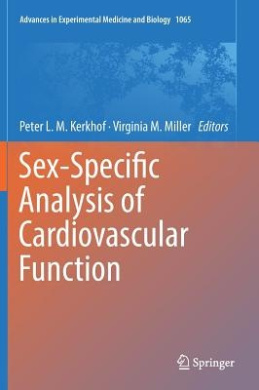 Advances in Experimental Medicine and Biology 1065
Peter L. M. Kerkhof · Virginia M. Miller Editors
Sex-Specific
Analysis of
Cardiovascular
Function
Springer